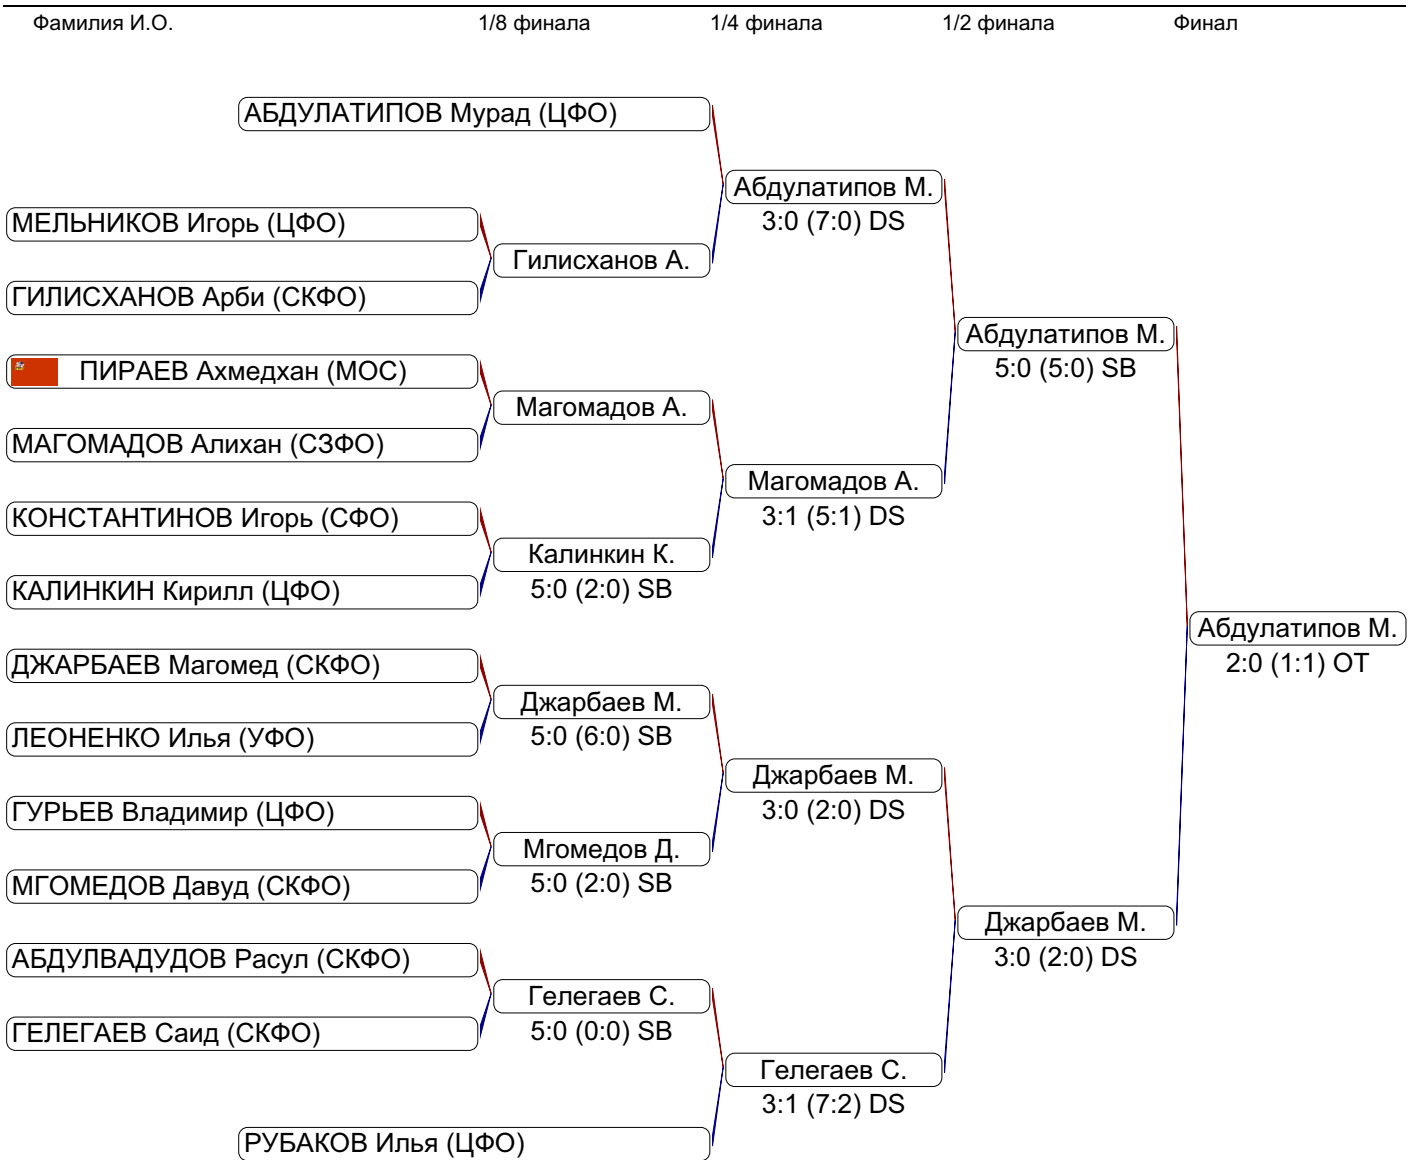 Фамилия И.О. 1/8 финала 1/4 финала 1/2 финала Финал
АБДУЛАТИПОВ Мурад (ЦФО)
Абдулатипов М.
3:0 (7:0) DS
МЕЛЬНИКОВ Игорь (ЦФО)
Гилисханов А.
ГИЛИСХАНОВ Арби (СКФО)
Абдулатипов М.
5:0 (5:0) SB
ПИРАЕВ Ахмедхан (МОС)
Магомадов А.
МАГОМАДОВ Алихан (СЗФО)
Магомадов А.
3:1 (5:1) DS
КОНСТАНТИНОВ Игорь (СФО)
Калинкин К.
5:0 (2:0) SB
КАЛИНКИН Кирилл (ЦФО)
Абдулатипов М.
2:0 (1:1) OT
ДЖАРБАЕВ Магомед (СКФО)
Джарбаев М.
5:0 (6:0) SB
ЛЕОНЕНКО Илья (УФО)
Джарбаев М.
3:0 (2:0) DS
ГУРЬЕВ Владимир (ЦФО)
Мгомедов Д.
5:0 (2:0) SB
МГОМЕДОВ Давуд (СКФО)
Джарбаев М.
3:0 (2:0) DS
АБДУЛВАДУДОВ Расул (СКФО)
Гелегаев С.
5:0 (0:0) SB
ГЕЛЕГАЕВ Саид (СКФО)
Гелегаев С.
3:1 (7:2) DS
РУБАКОВ Илья (ЦФО)